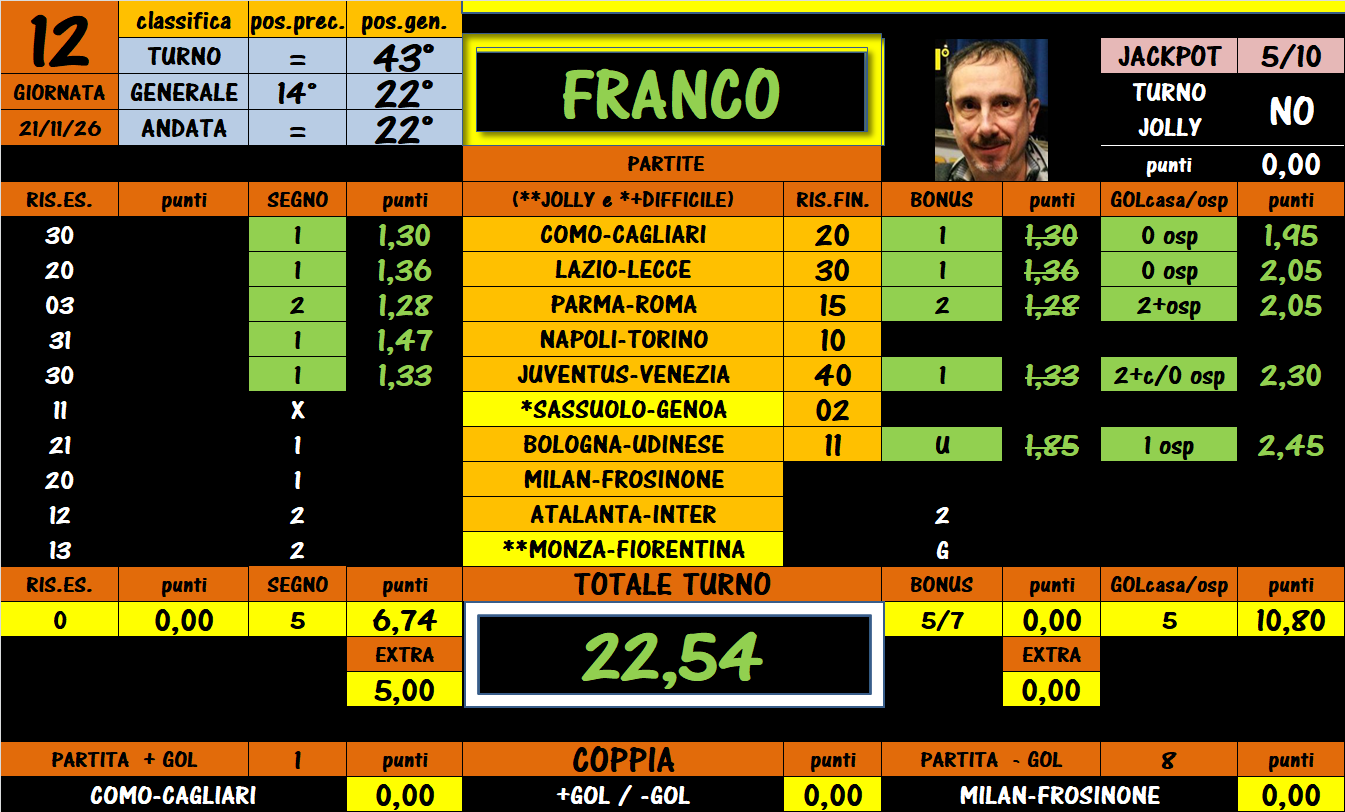 12 classifica pos.prec. pos.gen.
TURNO = 43° JACKPOT 5/10
GIORNATA GENERALE 14° 22° FRANCO TURNO JOLLY NO
21/11/26 ANDATA = 22°
PARTITE punti 0,00
RIS.ES. punti SEGNO punti (**JOLLY e *+DIFFICILE) RIS.FIN. BONUS punti GOLcasa/osp punti
30 1 1,30 COMO-CAGLIARI 20 1 1,30 0 osp 1,95
20 1 1,36 LAZIO-LECCE 30 1 1,36 0 osp 2,05
03 2 1,28 PARMA-ROMA 15 2 1,28 2+osp 2,05
31 1 1,47 NAPOLI-TORINO 10
30 1 1,33 JUVENTUS-VENEZIA 40 1 1,33 2+c/0 osp 2,30
11 X *SASSUOLO-GENOA 02
21 1 BOLOGNA-UDINESE 11 U 1,85 1 osp 2,45
20 1 MILAN-FROSINONE
12 2 ATALANTA-INTER 2
13 2 **MONZA-FIORENTINA G
RIS.ES. punti SEGNO punti TOTALE TURNO BONUS punti GOLcasa/osp punti
0 0,00 5 6,74 22,54 5/7 0,00 5 10,80
EXTRA EXTRA
5,00 0,00
PARTITA + GOL 1 punti COPPIA punti PARTITA - GOL 8 punti
COMO-CAGLIARI 0,00 +GOL / -GOL 0,00 MILAN-FROSINONE 0,00